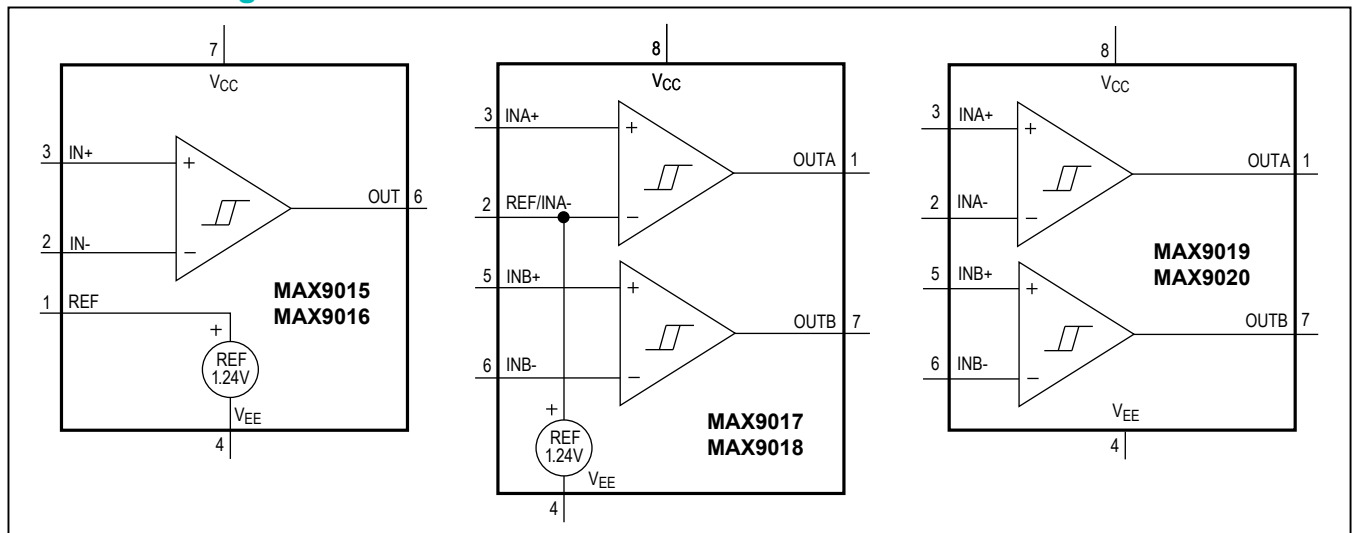 7
VCC
3 IN+
+
OUT 6
2 IN-
−
MAX9015
MAX9016
1 REF
+
REF
1.24V
VEE
4
8
VCC
3 INA+
+
OUTA 1
2 REF/INA-
−
5 INB+
+
OUTB 7
6 INB-
−
MAX9017
MAX9018
+
REF
1.24V
VEE
4
8
VCC
3 INA+
+
OUTA 1
2 INA-
−
MAX9019
MAX9020
5 INB+
+
OUTB 7
6 INB-
−
VEE
4